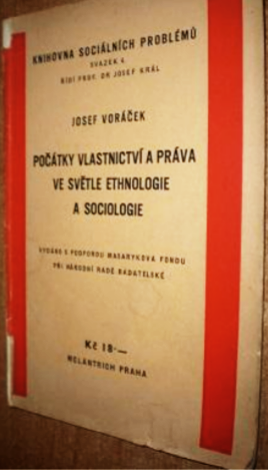 KNIHOVNA SOCIÁLNÍCH PROBLÉMŮ
SVAZEK 4
ŘÍDÍ PROF. DR JOSEF KRÁL
JOSEF VORÁČEK
POČÁTKY VLASTNICTVÍ A PRÁVA
VE SVĚTLE ETHNOLOGIE
A SOCIOLOGIE
VYDÁNO S PODPOROU MASARYKOVA FONDU
PŘI NÁRODNÍ RADĚ BADATELSKÉ
Kč 18·—
MELANTRICH PRAHA